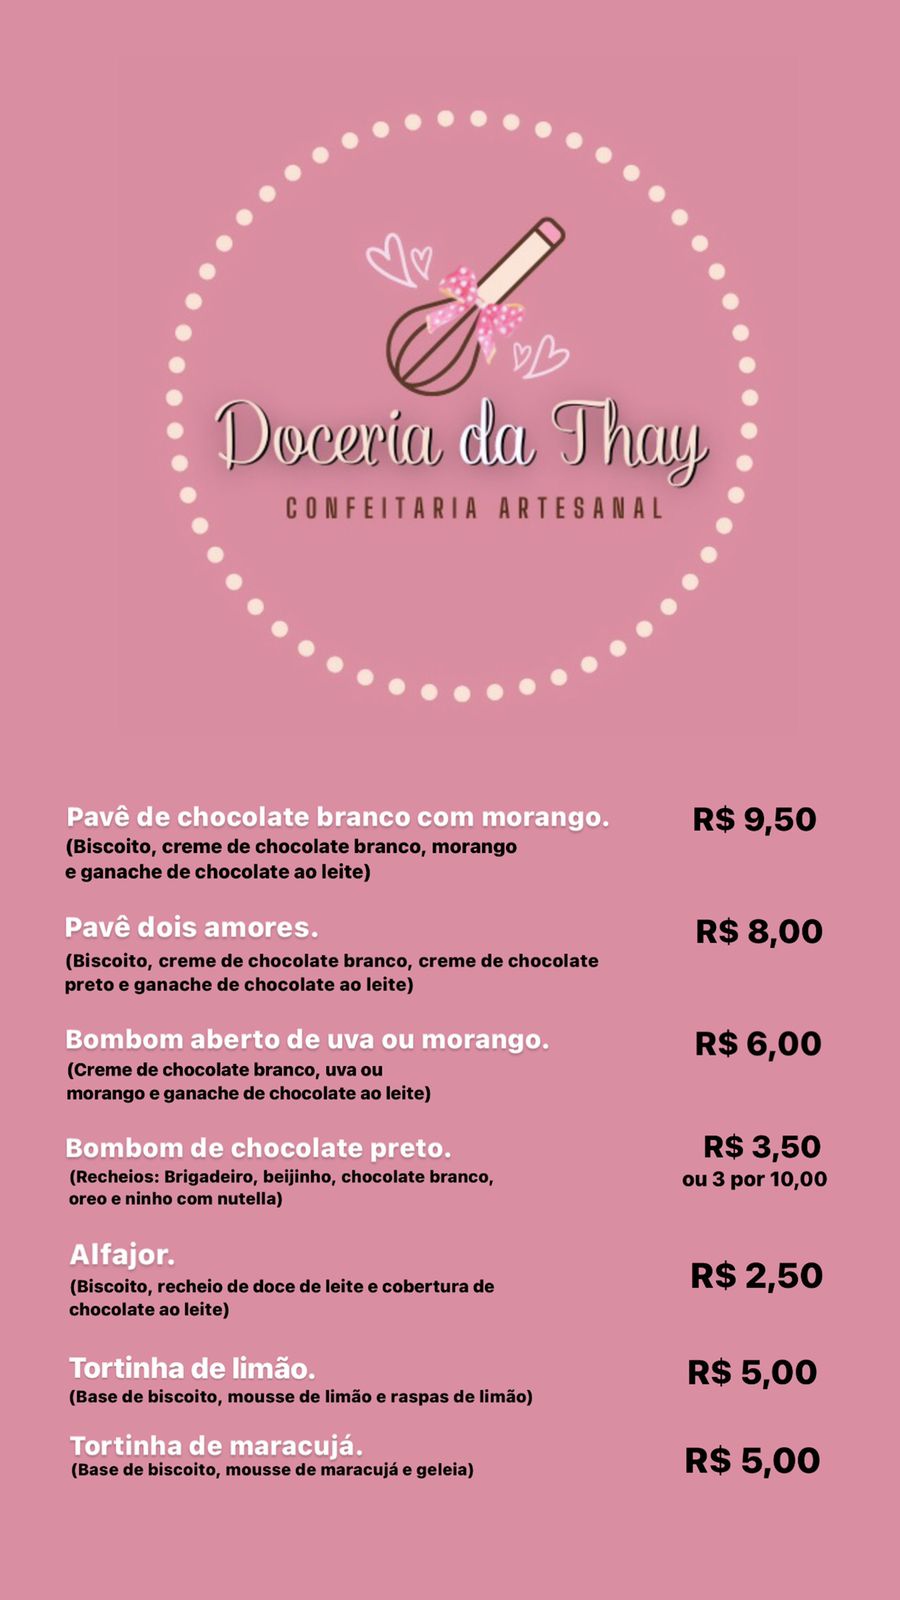 Doceria da Thay
CONFEITARIA ARTESANAL
Pavê de chocolate branco com morango.
R$ 9,50
(Biscoito, creme de chocolate branco, morango
e ganache de chocolate ao leite)
Pavê dois amores.
R$ 8,00
(Biscoito, creme de chocolate branco, creme de chocolate
preto e ganache de chocolate ao leite)
Bombom aberto de uva ou morango.
R$ 6,00
(Creme de chocolate branco, uva ou
morango e ganache de chocolate ao leite)
Bombom de chocolate preto.
R$ 3,50
ou 3 por 10,00
(Recheios: Brigadeiro, beijinho, chocolate branco,
oreo e ninho com nutella)
Alfajor.
R$ 2,50
(Biscoito, recheio de doce de leite e cobertura de
chocolate ao leite)
Tortinha de limão.
R$ 5,00
(Base de biscoito, mousse de limão e raspas de limão)
Tortinha de maracujá.
R$ 5,00
(Base de biscoito, mousse de maracujá e geleia)